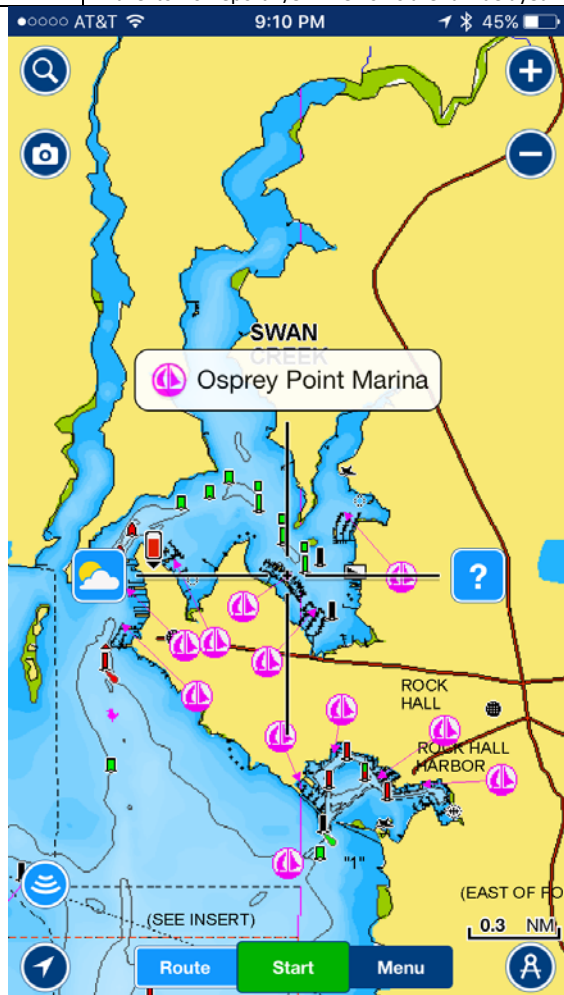 AT&T 9:10 PM 45%
SWAN
CREEK
Osprey Point Marina
?
ROCK
HALL
ROCK HALL
HARBOR
"1"
(EAST OF FO
(SEE INSERT)
0.3 NM
Route Start Menu